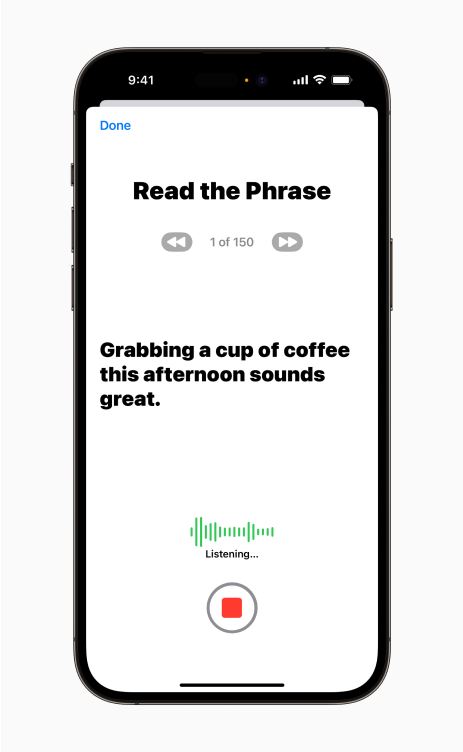 9:41
Done
Read the Phrase
1 of 150
Grabbing a cup of coffee
this afternoon sounds
great.
Listening...